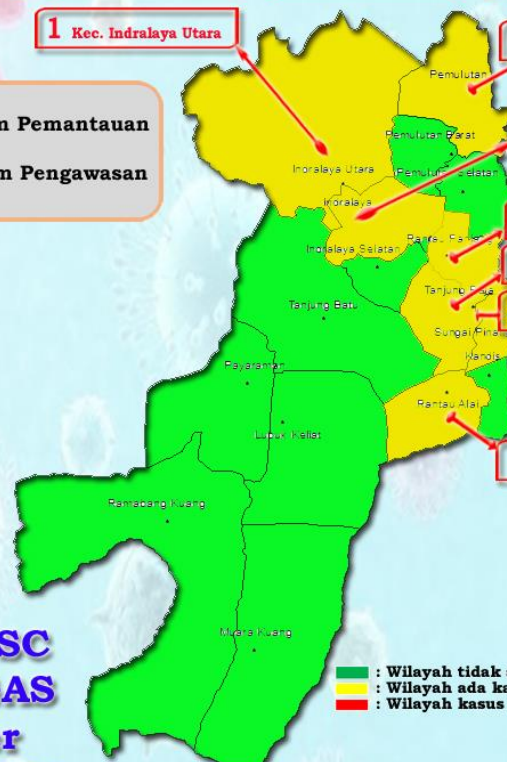 1 Kec. Indralaya Utara
n Pemantauan
m Pengawasan
Pemulutan
Pemulutan Barat
Pemulutan Selatan
Indralaya Utara
Indralaya
Indralaya Selatan
Rantau
Tanjung
Tanjung Batu
Sungai
Payaraman
Rantau Alai
Lubuk Keliat
Rambang Kuang
Muara Kuang
SC
AS
r
: Wilayah tidak
: Wilayah ada ka
: Wilayah kasus